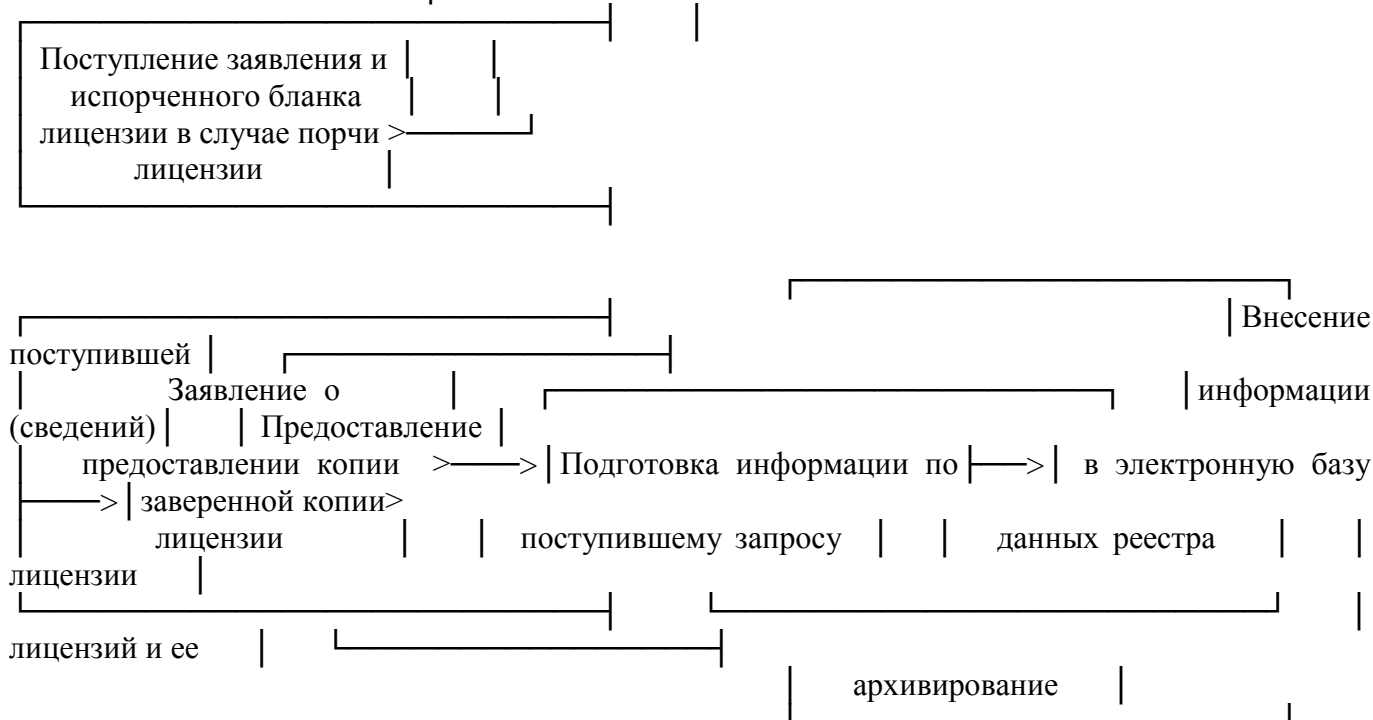 Поступление заявления и
испорченного бланка
лицензии в случае порчи >
лицензии
Внесение
поступившей
Заявление о информации
(сведений) Предоставление
предоставлении копии > > Подготовка информации по > в электронную базу
> заверенной копии>
лицензии поступившему запросу данных реестра
лицензии
лицензий и ее
архивирование